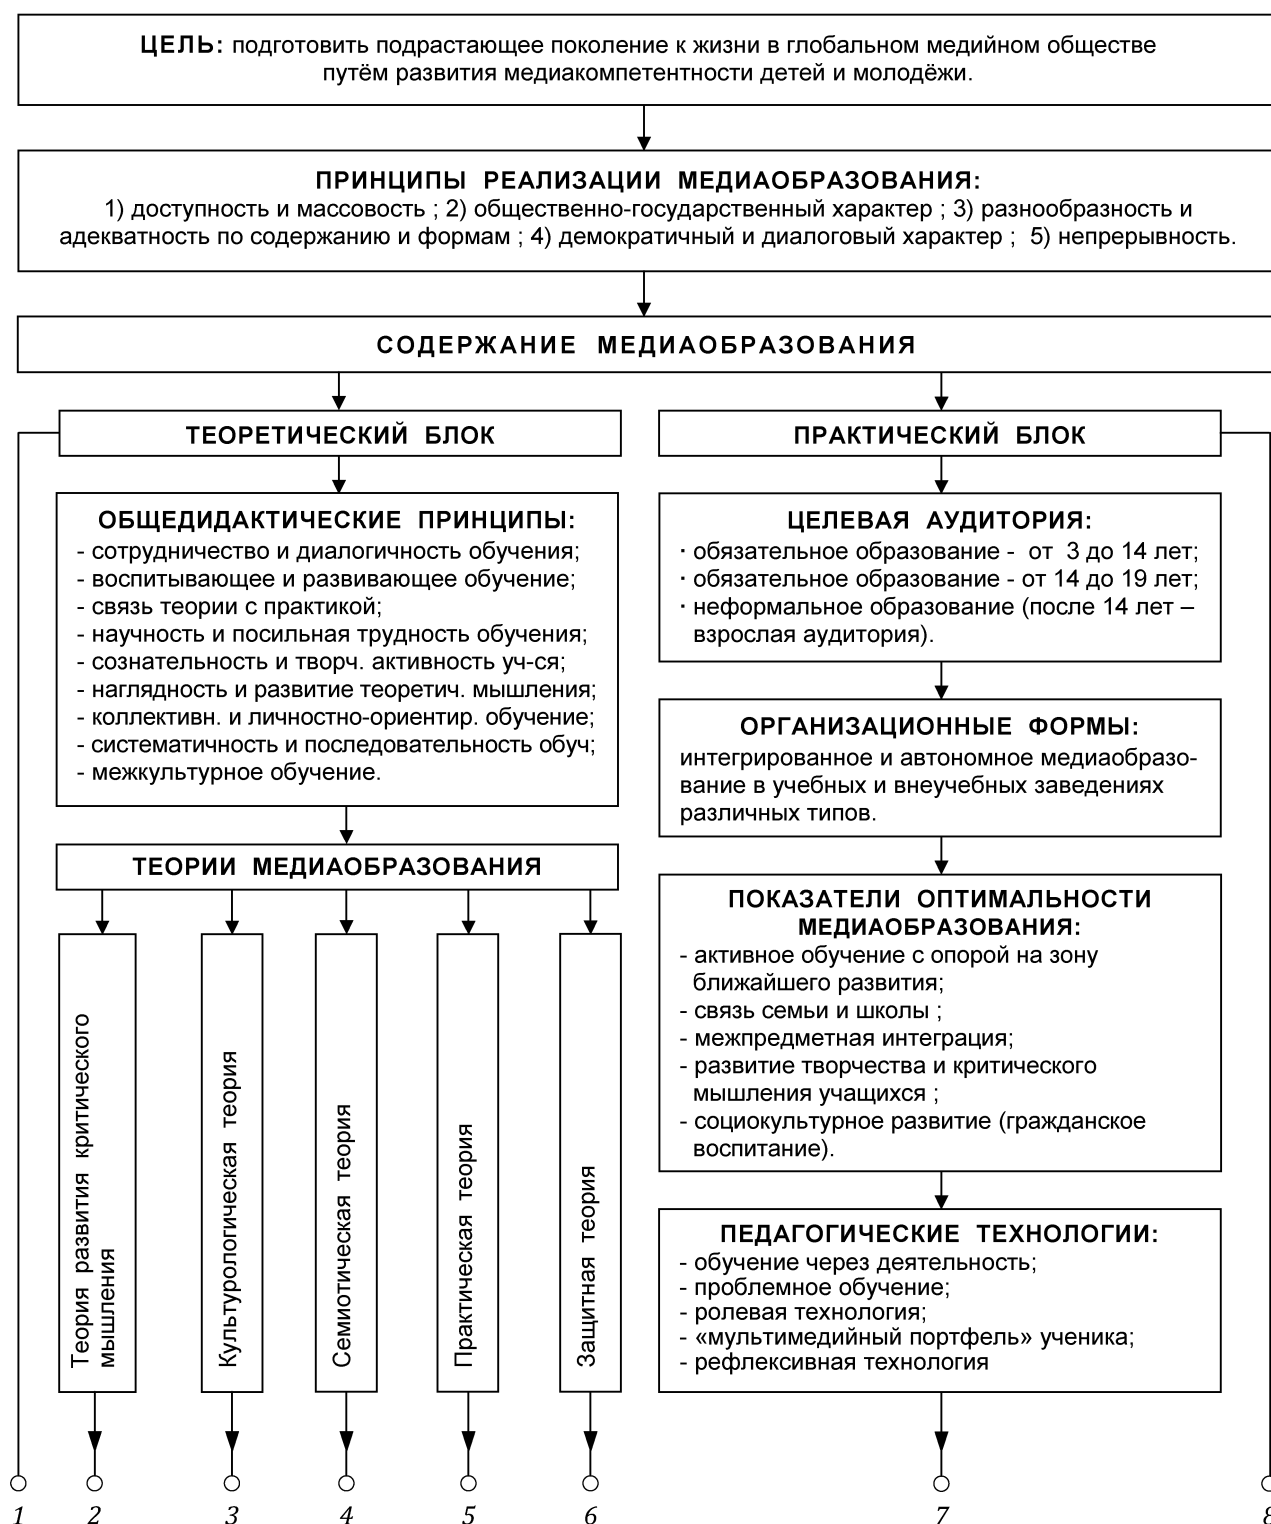 ЦЕЛЬ: подготовить подрастающее поколение к жизни в глобальном медийном обществе
путём развития медиакомпетентности детей и молодёжи.
ПРИНЦИПЫ РЕАЛИЗАЦИИ МЕДИАОБРАЗОВАНИЯ:
1) доступность и массовость ; 2) общественно-государственный характер ; 3) разнообразность и
адекватность по содержанию и формам ; 4) демократичный и диалоговый характер ; 5) непрерывность.
СОДЕРЖАНИЕ МЕДИАОБРАЗОВАНИЯ
ТЕОРЕТИЧЕСКИЙ БЛОК
ОБЩЕДИДАКТИЧЕСКИЕ ПРИНЦИПЫ:
- сотрудничество и диалогичность обучения;
- воспитывающее и развивающее обучение;
- связь теории с практикой;
- научность и посильная трудность обучения;
- сознательность и творч. активность уч-ся;
- наглядность и развитие теоретич. мышления;
- коллективн. и личностно-ориентир. обучение;
- систематичность и последовательность обуч;
- межкультурное обучение.
ТЕОРИИ МЕДИАОБРАЗОВАНИЯ
Теория развития критического
мышления
Культурологическая теория
Семиотическая теория
Практическая теория
Защитная теория
ПРАКТИЧЕСКИЙ БЛОК
ЦЕЛЕВАЯ АУДИТОРИЯ:
· обязательное образование - от 3 до 14 лет;
· обязательное образование - от 14 до 19 лет;
· неформальное образование (после 14 лет –
взрослая аудитория).
ОРГАНИЗАЦИОННЫЕ ФОРМЫ:
интегрированное и автономное медиаобразо-
вание в учебных и внеучебных заведениях
различных типов.
ПОКАЗАТЕЛИ ОПТИМАЛЬНОСТИ
МЕДИАОБРАЗОВАНИЯ:
- активное обучение с опорой на зону
ближайшего развития;
- связь семьи и школы ;
- межпредметная интеграция;
- развитие творчества и критического
мышления учащихся ;
- социокультурное развитие (гражданское
воспитание).
ПЕДАГОГИЧЕСКИЕ ТЕХНОЛОГИИ:
- обучение через деятельность;
- проблемное обучение;
- ролевая технология;
- «мультимедийный портфель» ученика;
- рефлексивная технология
1 2 3 4 5 6 7 8